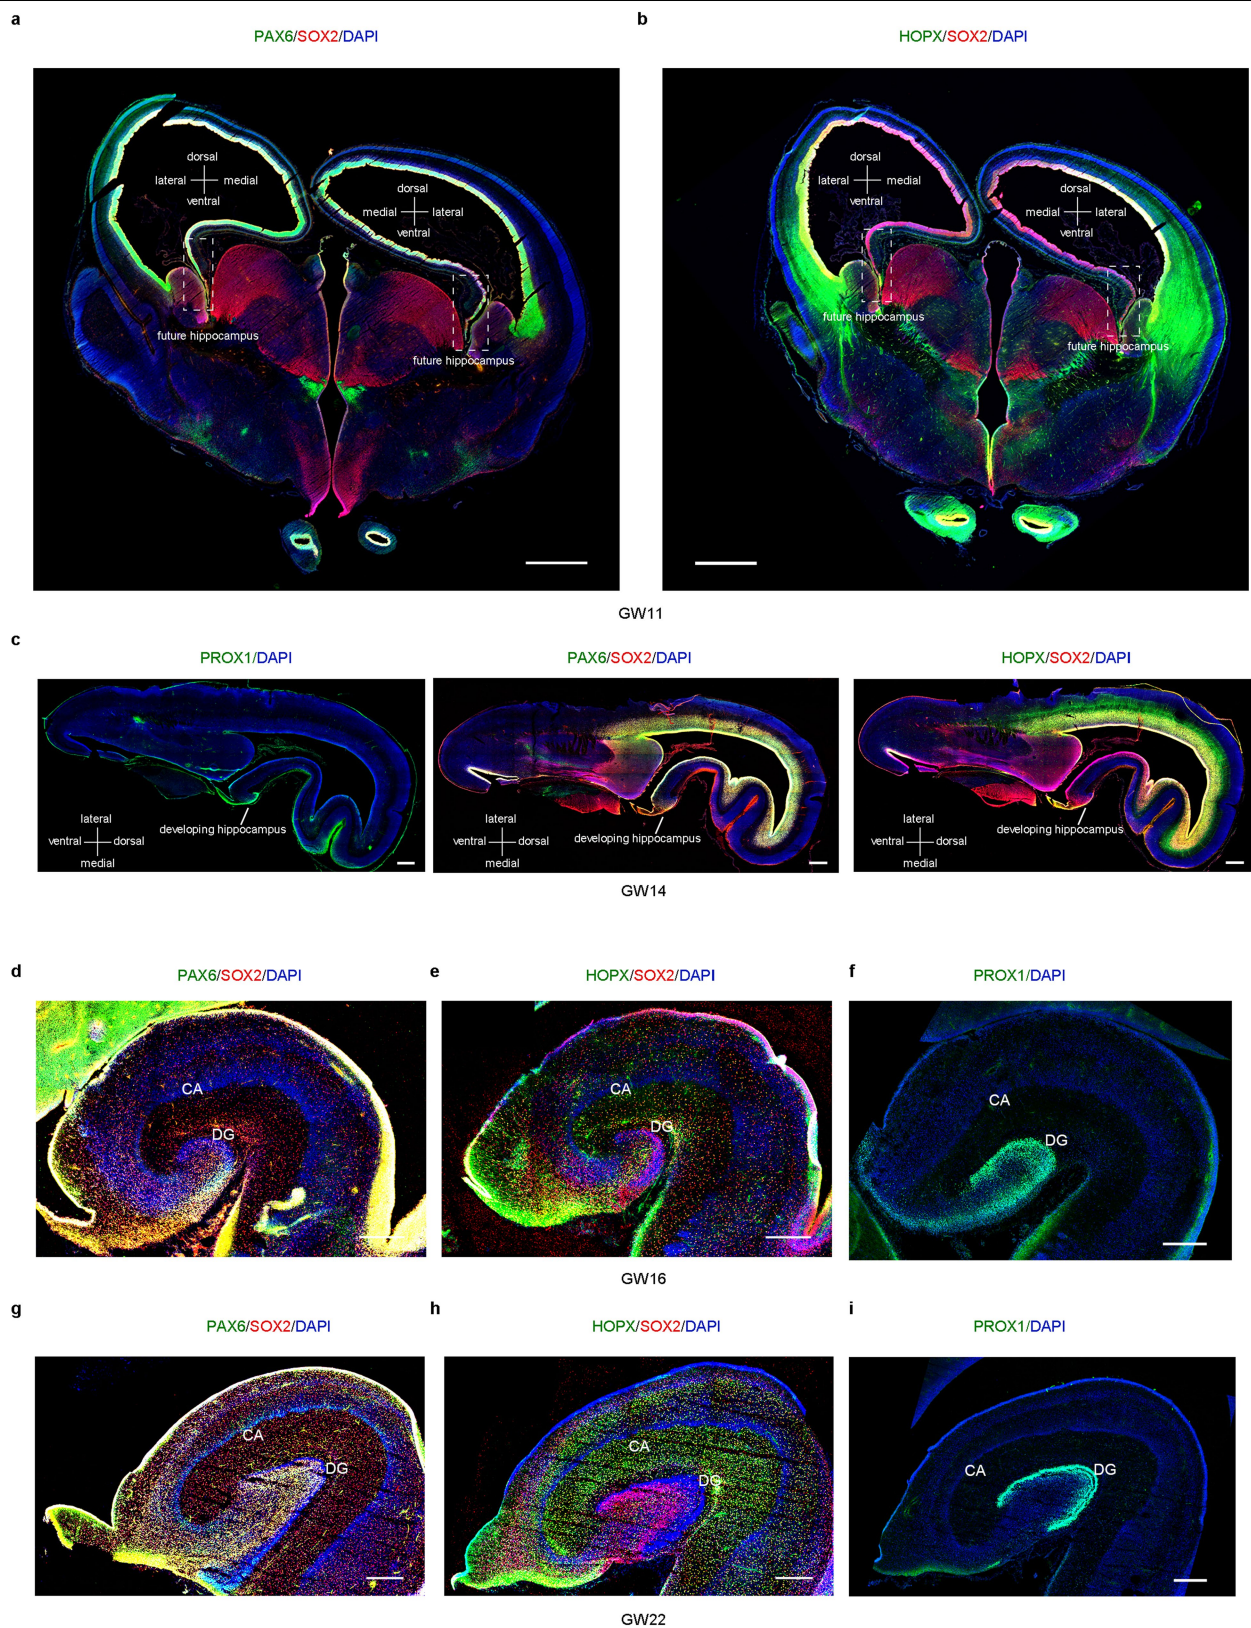 a
b
PAX6/SOX2/DAPI
HOPX/SOX2/DAPI
dorsal
lateral medial
ventral
dorsal
medial lateral
ventral
future hippocampus
future hippocampus
dorsal
lateral medial
ventral
dorsal
medial lateral
ventral
future hippocampus
future hippocampus
GW11
c
PROX1/DAPI
PAX6/SOX2/DAPI
HOPX/SOX2/DAPI
lateral
ventral dorsal
medial
developing hippocampus
lateral
ventral dorsal
medial
developing hippocampus
lateral
ventral dorsal
medial
developing hippocampus
GW14
d
PAX6/SOX2/DAPI
e
HOPX/SOX2/DAPI
f
PROX1/DAPI
CA
DG
CA
DG
CA
DG
GW16
g
PAX6/SOX2/DAPI
h
HOPX/SOX2/DAPI
i
PROX1/DAPI
CA
DG
CA
DG
CA
DG
GW22